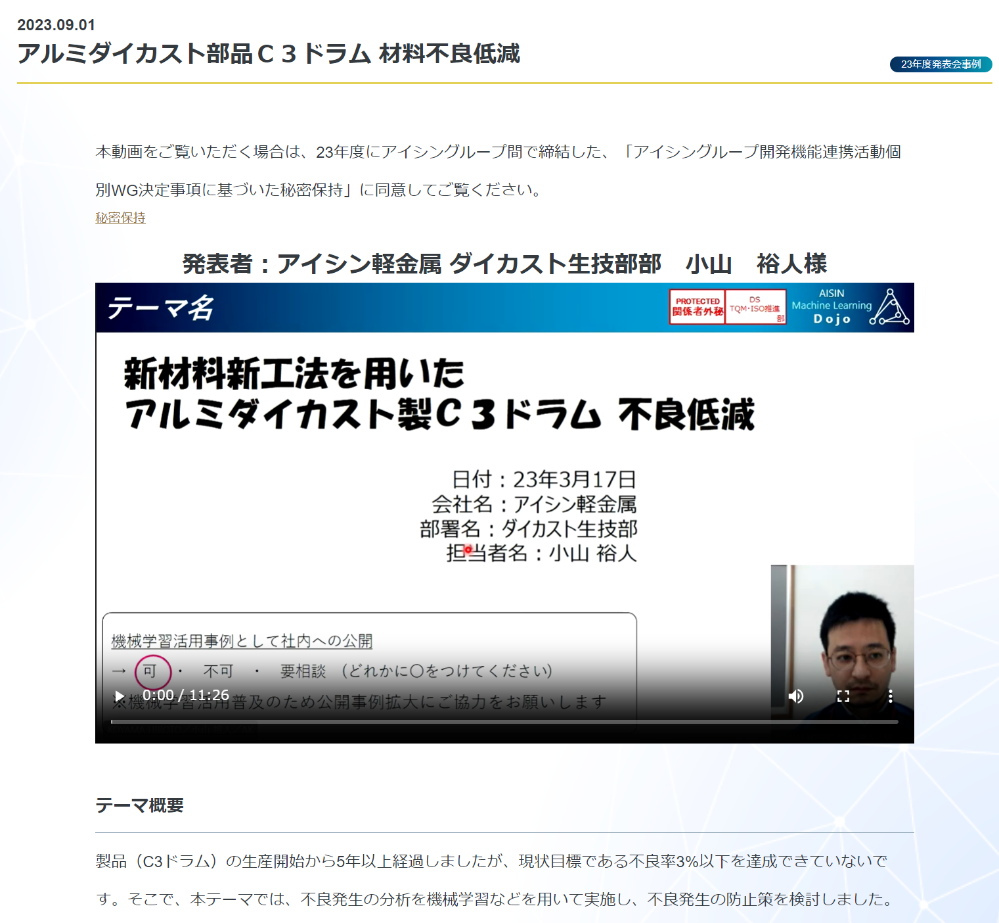 2023.09.01
アルミダイカスト部品Ｃ３ドラム 材料不良低減
23年度発表会事例
本動画をご覧いただく場合は、23年度にアイシングループ間で締結した、「アイシングループ開発機能連携活動個
別WG決定事項に基づいた秘密保持」に同意してご覧ください。
秘密保持
発表者：アイシン軽金属 ダイカスト生技部部　小山　裕人様
テーマ名
PROTECTED
関係者外秘
DS
TQM・ISO推進
部
AISIN
Machine Learning
Dojo
新材料新工法を用いた
アルミダイカスト製Ｃ３ドラム 不良低減
日付：23年3月17日
会社名：アイシン軽金属
部署名：ダイカスト生技部
担当者名：小山 裕人
機械学習活用事例として社内への公開
→　可　・　不可　・　要相談　（どれかに〇をつけてください）
※機械学習活用普及のため公開事例拡大にご協力をお願いします
0:00 / 11:26
テーマ概要
製品（C3ドラム）の生産開始から5年以上経過しましたが、現状目標である不良率3%以下を達成できていないで
す。そこで、本テーマでは、不良発生の分析を機械学習などを用いて実施し、不良発生の防止策を検討しました。